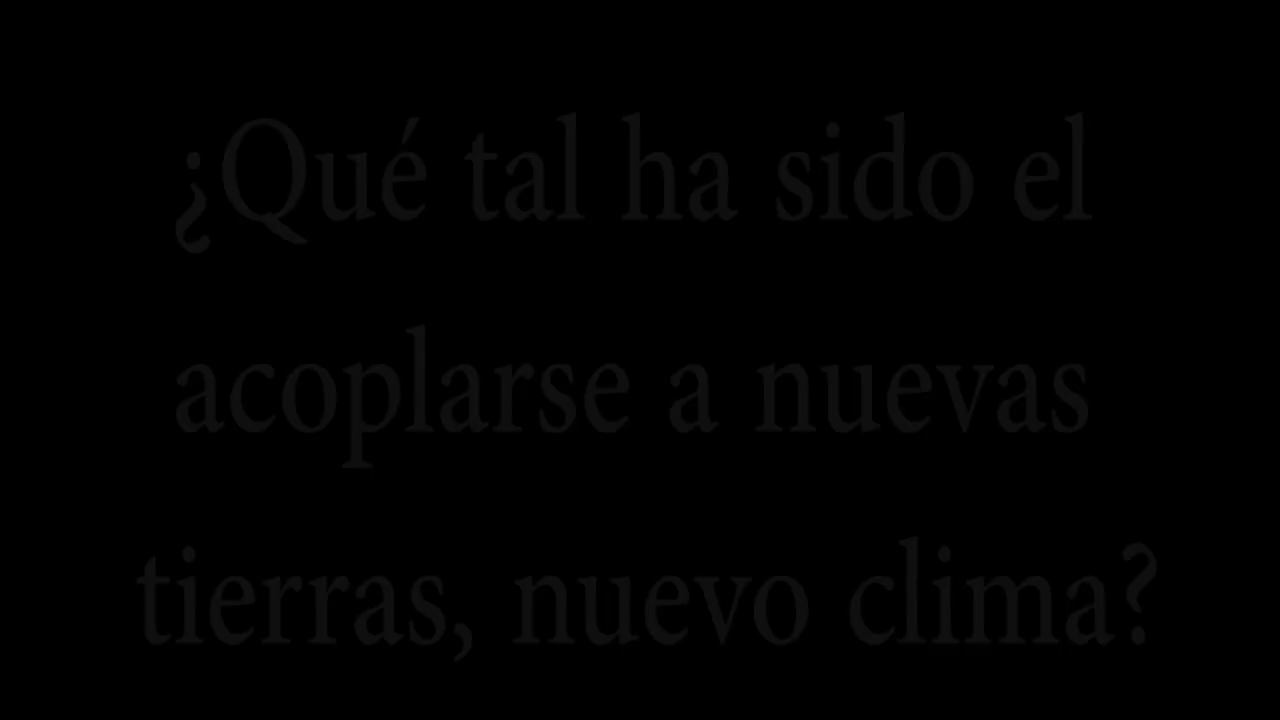 ¿Qué tal ha sido el
acoplarse a nuevas
tierras, nuevo clima?